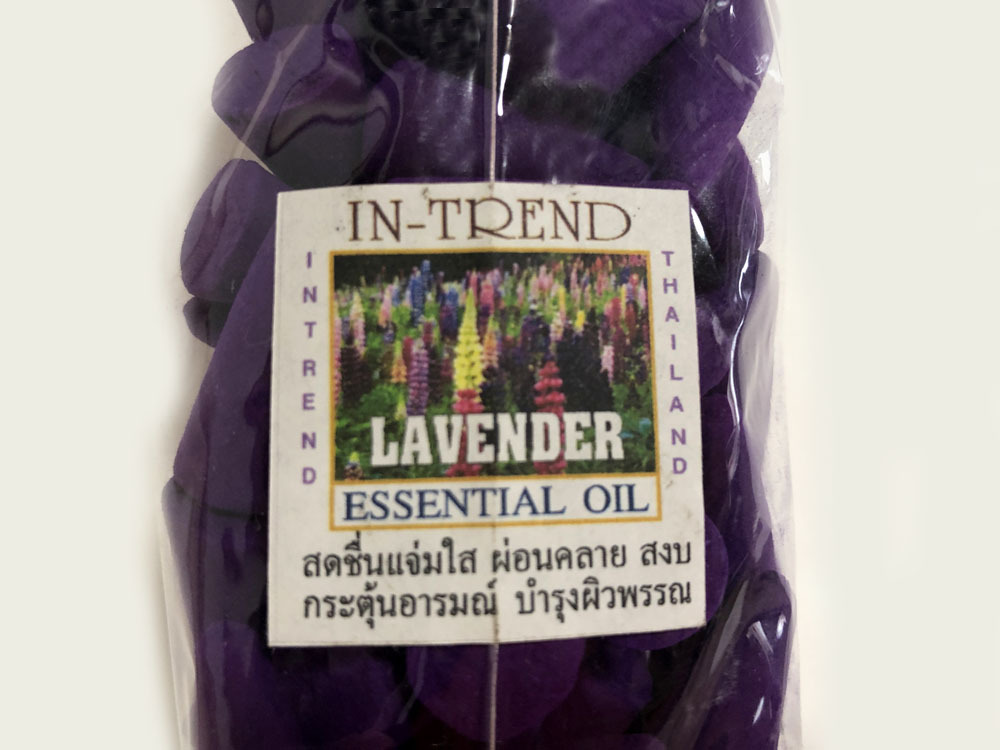 IN-TREND
INTREND
THAILAND
LAVENDER
ESSENTIAL OIL
สดชื่นแจ่มใส ผ่อนคลาย สงบ
กระตุ้นอารมณ์ บำรุงผิวพรรณ